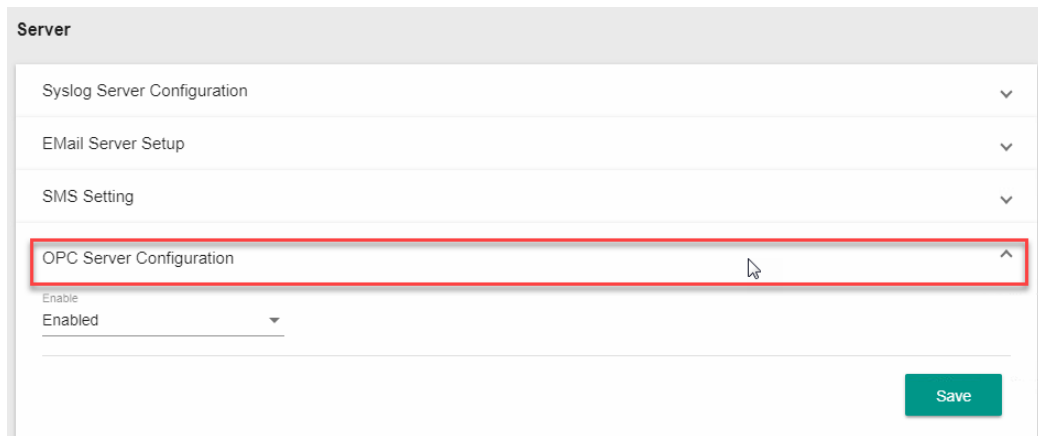 Server
Syslog Server Configuration
EMail Server Setup
SMS Setting
OPC Server Configuration
Enable
Enabled
Save